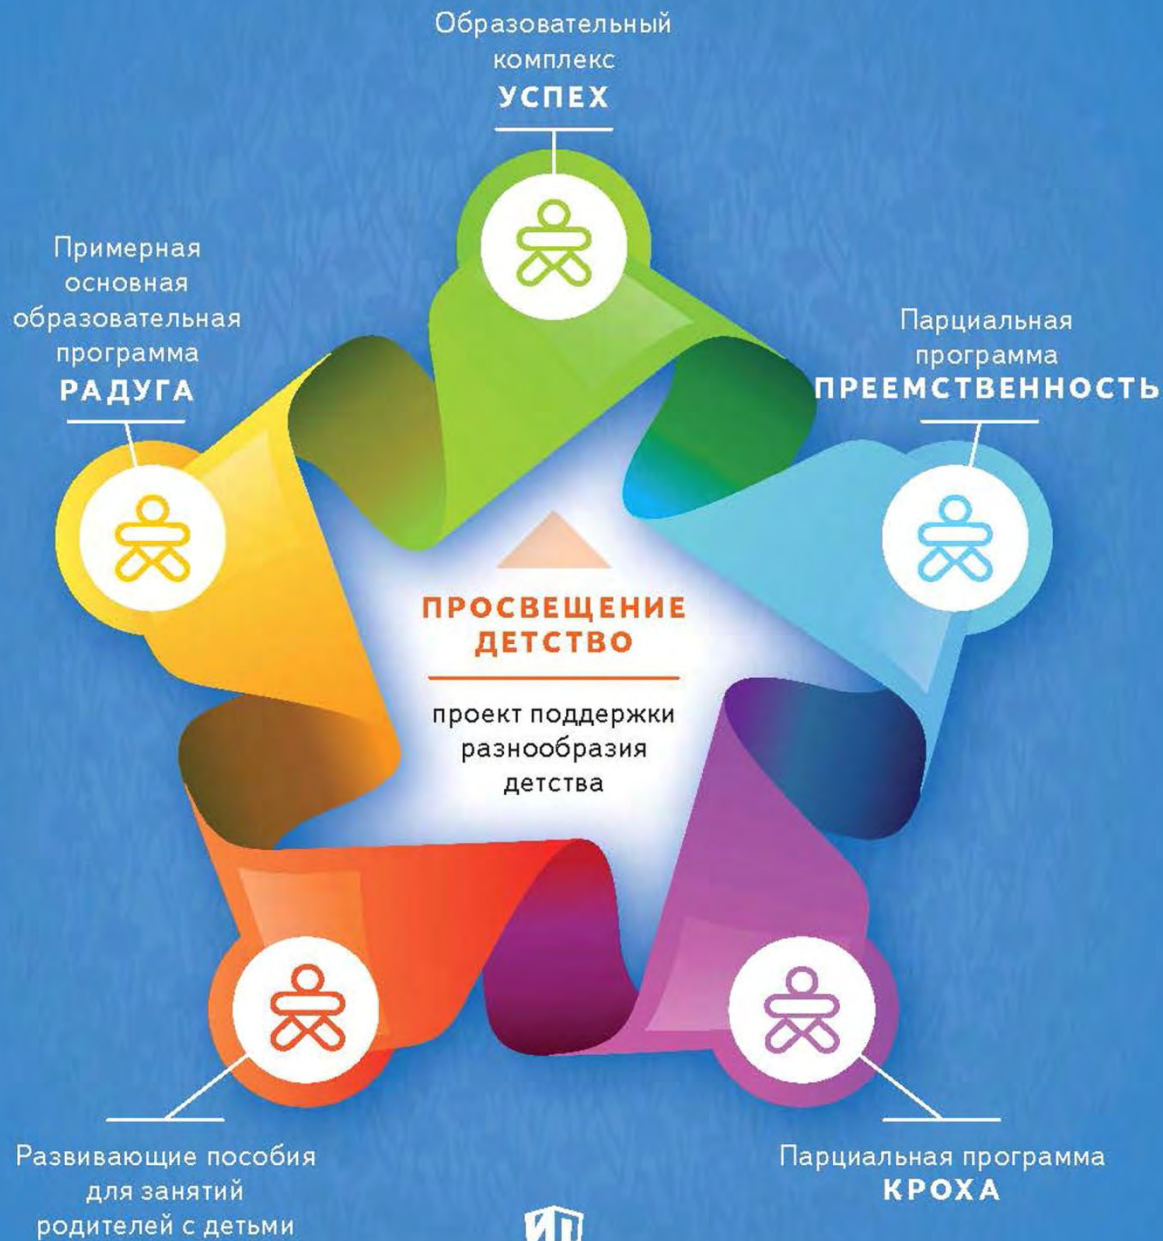 Образовательный
комплекс
УСПЕХ
Примерная
основная
образовательная
программа
РАДУГА
Парциальная
программа
ПРЕЕМСТВЕННОСТЬ
ПРОСВЕЩЕНИЕ
ДЕТСТВО
проект поддержки
разнообразия
детства
Развивающие пособия
для занятий
родителей с детьми
Парциальная программа
КРОХА
ИП